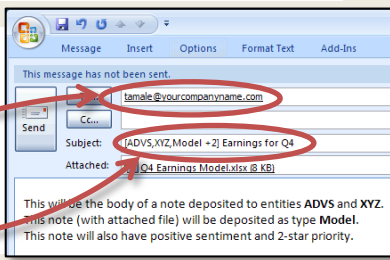 Message Insert Options Format Text Add-Ins
This message has not been sent.
tamale@yourcompanyname.com
Send
Cc...
Subject: [ADVS,XYZ,Model +2] Earnings for Q4
Attached: Q4 Earnings Model.xlsx (8 KB)
This will be the body of a note deposited to entities ADVS and XYZ.
This note (with attached file) will be deposited as type Model.
This note will also have positive sentiment and 2-star priority.